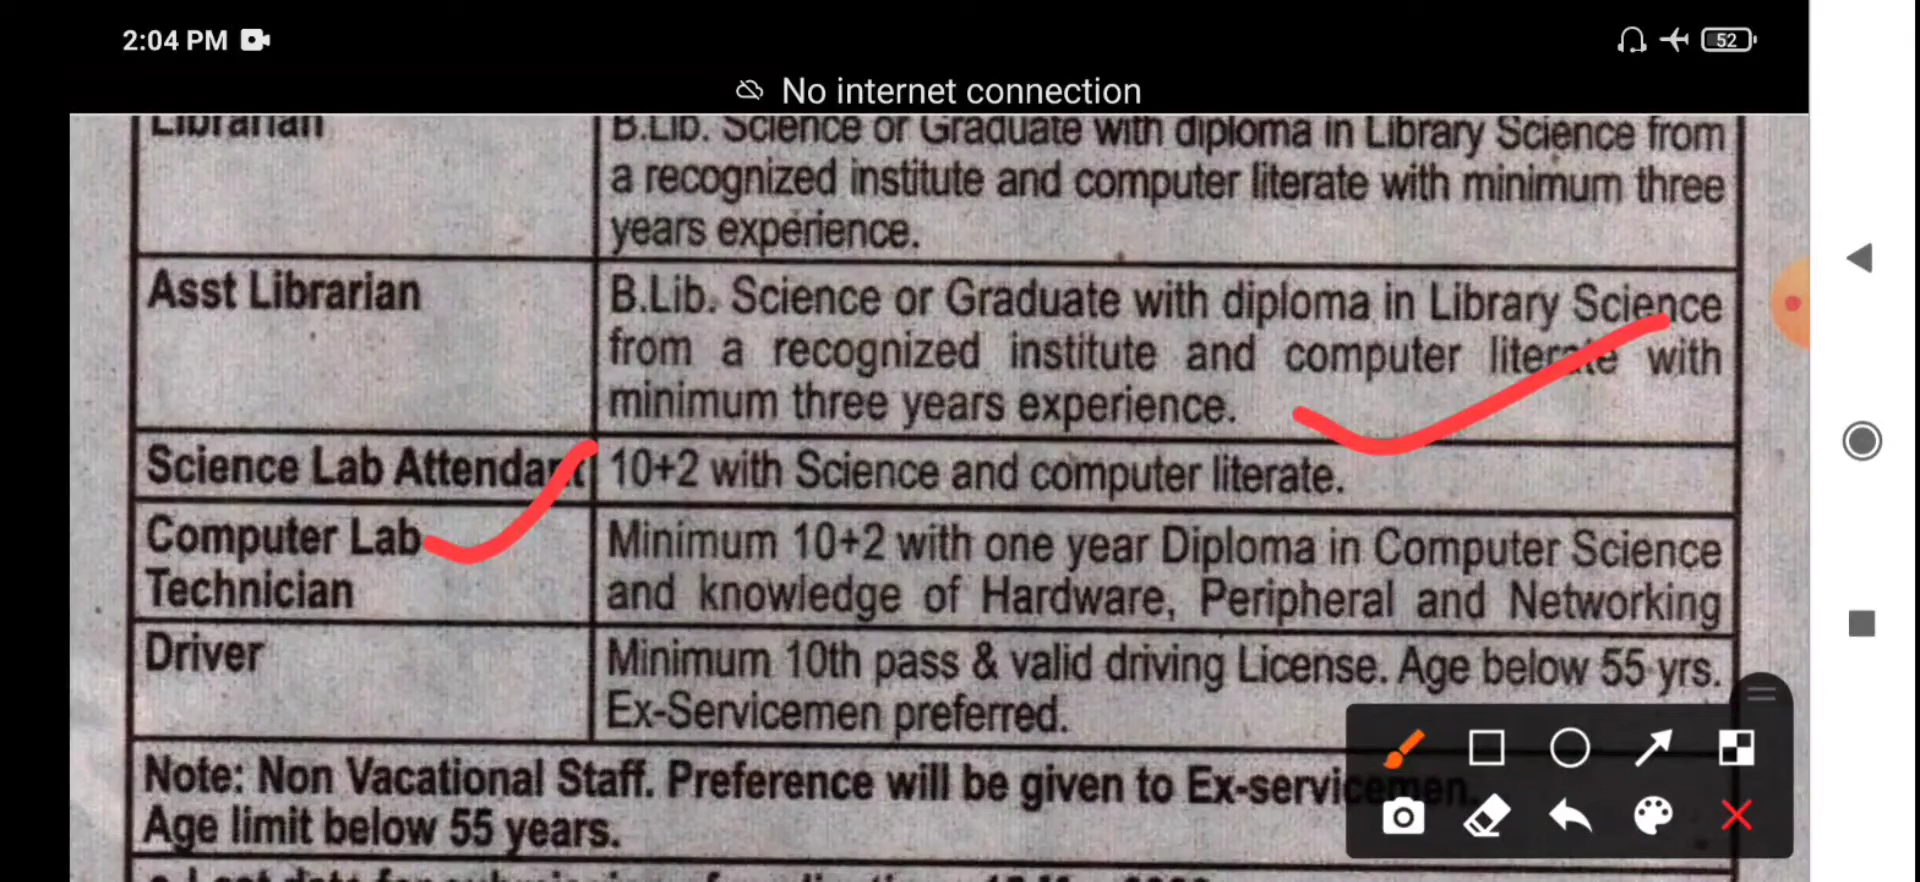 2:04 PM
52
No internet connection
Librarian
B.Lib. Science or Graduate with diploma in Library Science from
a recognized institute and computer literate with minimum three
years experience.
Asst Librarian
B.Lib. Science or Graduate with diploma in Library Science
from a recognized institute and computer literate with
minimum three years experience.
Science Lab Attendant
10+2 with Science and computer literate.
Computer Lab
Technician
Minimum 10+2 with one year Diploma in Computer Science
and knowledge of Hardware, Peripheral and Networking
Driver
Minimum 10th pass & valid driving License. Age below 55 yrs.
Ex-Servicemen preferred.
Note: Non Vacational Staff. Preference will be given to Ex-servicemen.
Age limit below 55 years.